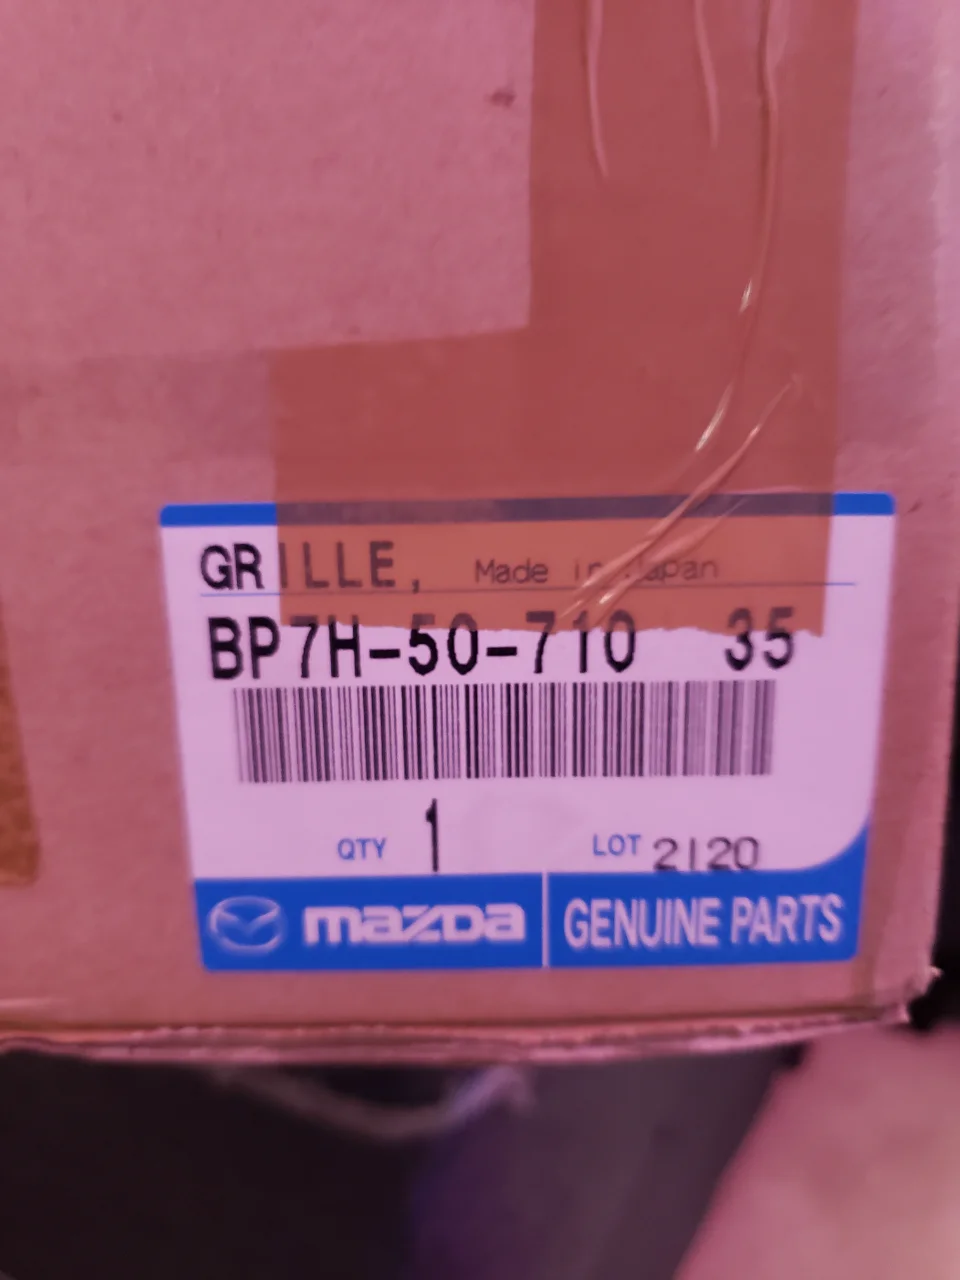 GRILLE, Made in Japan
BP7H-50-710 35
QTY 1 LOT 2120
mazda GENUINE PARTS